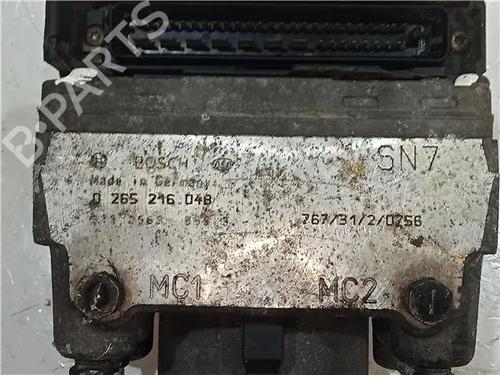 B-PARTS
BOSCH
SN7
Made in Germany
0 265 216 048
767/31/2/0758
MC1
MC2